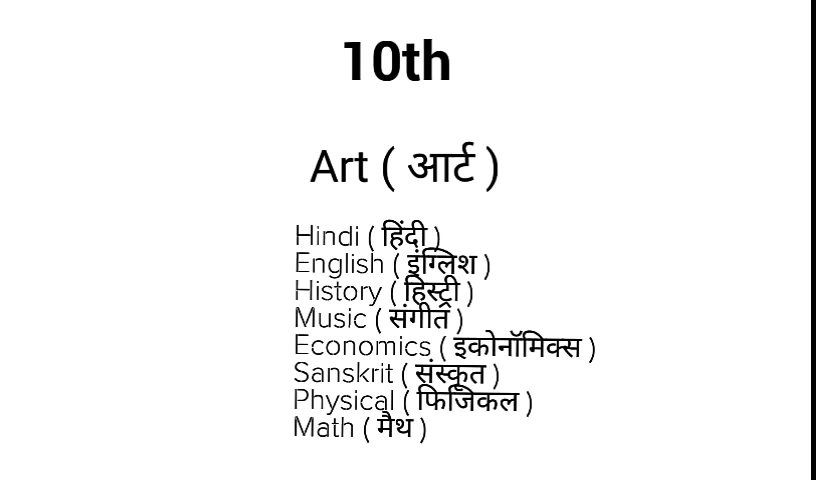 10th
Art ( आर्ट )
Hindi ( हिंदी )
English ( इंग्लिश )
History ( हिस्ट्री )
Music ( संगीत )
Economics ( इकोनॉमिक्स )
Sanskrit ( संस्कृत )
Physical ( फिजिकल )
Math ( मैथ )